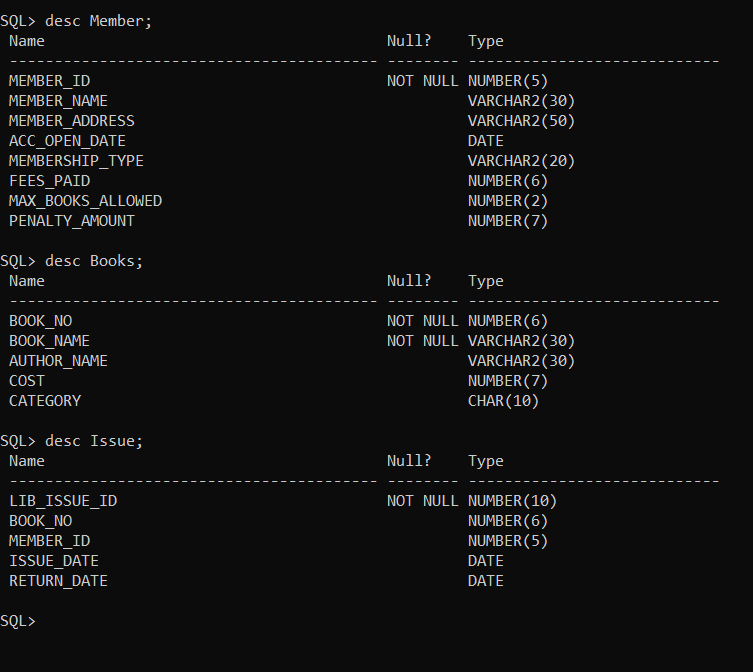 SQL> desc Member;
 Name                                      Null?    Type
 ----------------------------------------- -------- ----------------------------
 MEMBER_ID                                 NOT NULL NUMBER(5)
 MEMBER_NAME                                        VARCHAR2(30)
 MEMBER_ADDRESS                                     VARCHAR2(50)
 ACC_OPEN_DATE                                      DATE
 MEMBERSHIP_TYPE                                    VARCHAR2(20)
 FEES_PAID                                          NUMBER(6)
 MAX_BOOKS_ALLOWED                                  NUMBER(2)
 PENALTY_AMOUNT                                     NUMBER(7)

SQL> desc Books;
 Name                                      Null?    Type
 ----------------------------------------- -------- ----------------------------
 BOOK_NO                                   NOT NULL NUMBER(6)
 BOOK_NAME                                 NOT NULL VARCHAR2(30)
 AUTHOR_NAME                                        VARCHAR2(30)
 COST                                               NUMBER(7)
 CATEGORY                                           CHAR(10)

SQL> desc Issue;
 Name                                      Null?    Type
 ----------------------------------------- -------- ----------------------------
 LIB_ISSUE_ID                              NOT NULL NUMBER(10)
 BOOK_NO                                            NUMBER(6)
 MEMBER_ID                                          NUMBER(5)
 ISSUE_DATE                                         DATE
 RETURN_DATE                                        DATE

SQL>